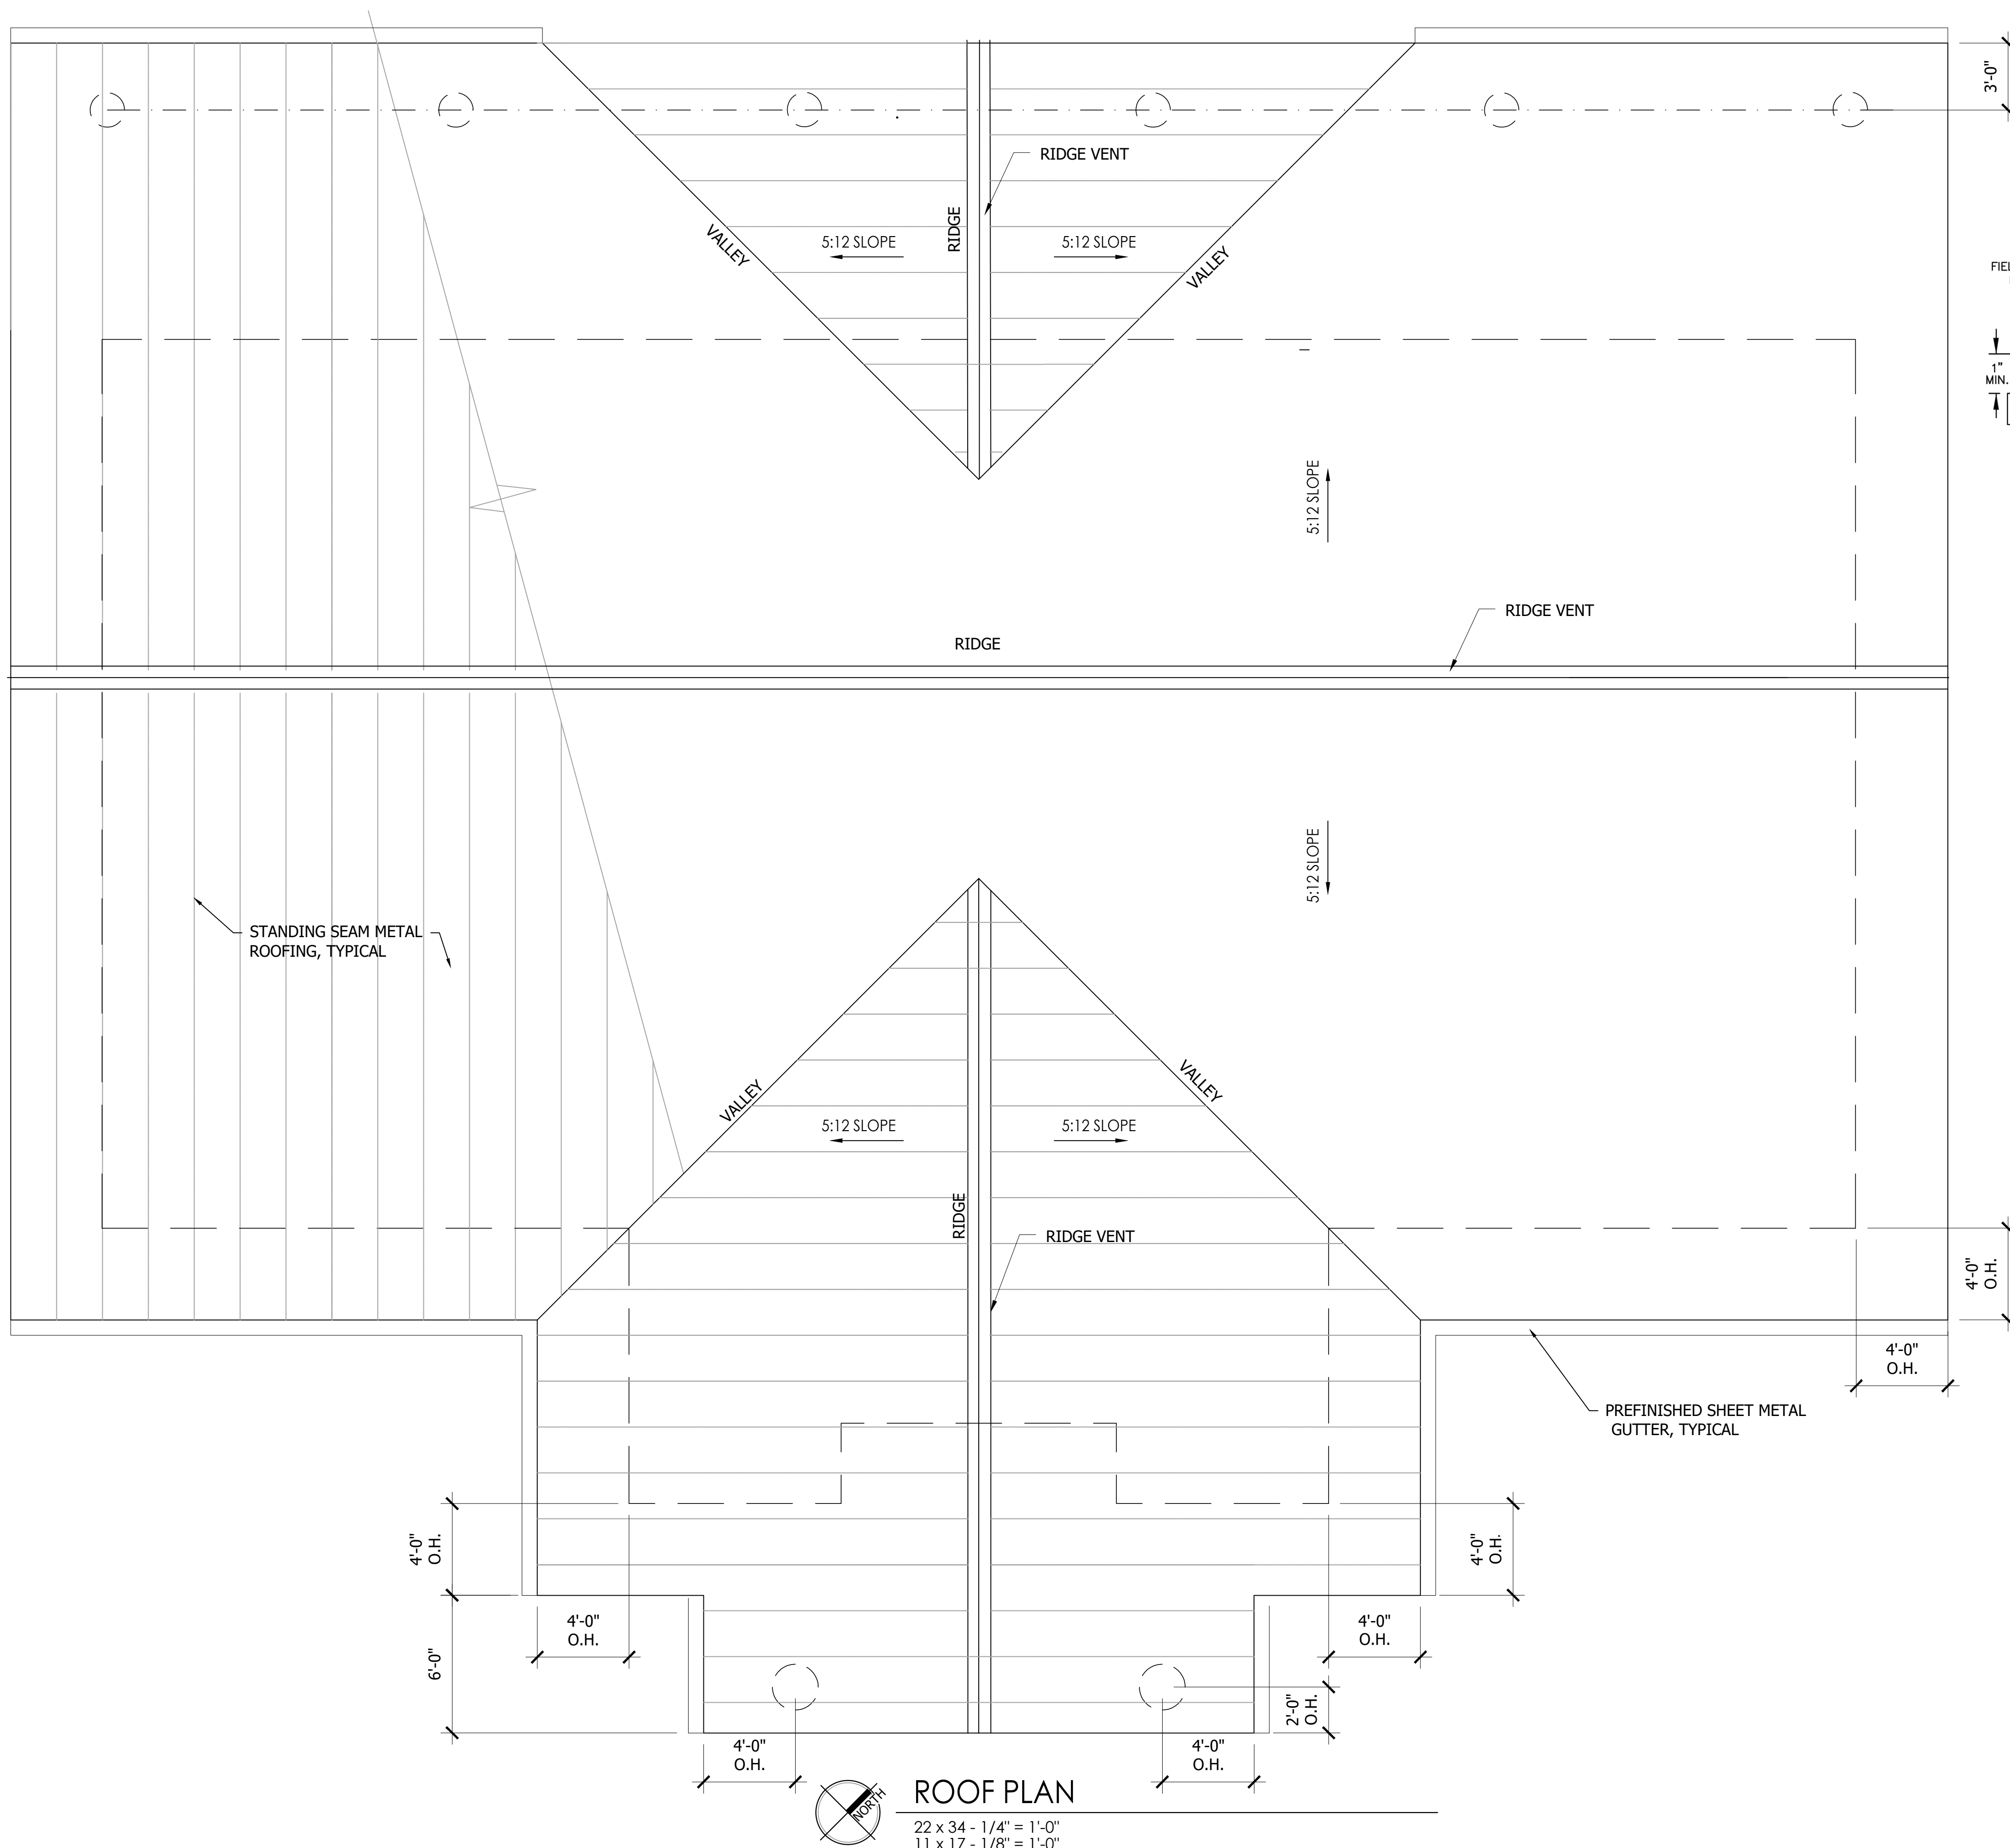 3'-0"
RIDGE VENT
RIDGE
VALLEY
5:12 SLOPE
5:12 SLOPE
VALLEY
1"
MIN.
5:12 SLOPE
RIDGE VENT
RIDGE
5:12 SLOPE
STANDING SEAM METAL
ROOFING, TYPICAL
VALLEY
VALLEY
5:12 SLOPE
5:12 SLOPE
RIDGE
RIDGE VENT
4'-0"
O.H.
4'-0"
O.H.
PREFINISHED SHEET METAL
GUTTER, TYPICAL
4'-0"
O.H.
4'-0"
O.H.
4'-0"
O.H.
4'-0"
O.H.
6'-0"
2'-0"
O.H.
4'-0"
O.H.
4'-0"
O.H.
NORTH
ROOF PLAN
22 x 34 - 1/4" = 1'-0"
11 x 17 - 1/8" = 1'-0"